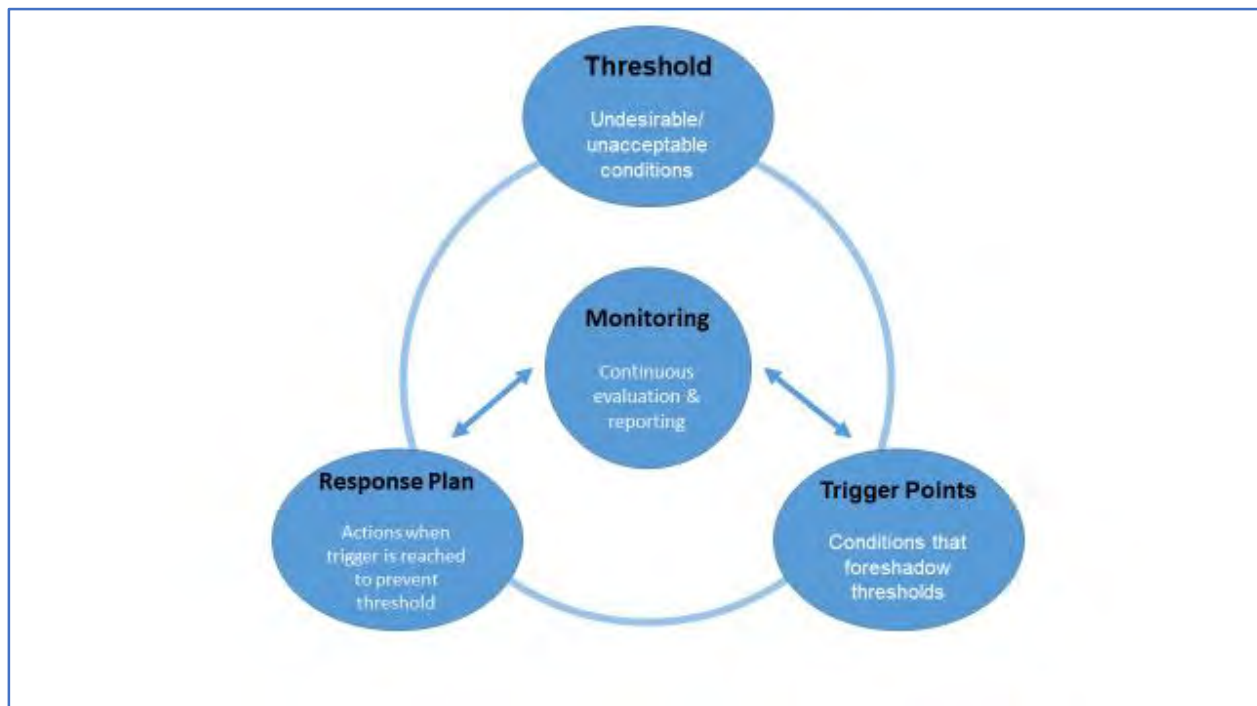 Threshold
Undesirable/
unacceptable
conditions
Monitoring
Continuous
evaluation &
reporting
Response Plan
Actions when
trigger is reached
to prevent
threshold
Trigger Points
Conditions that
foreshadow
thresholds